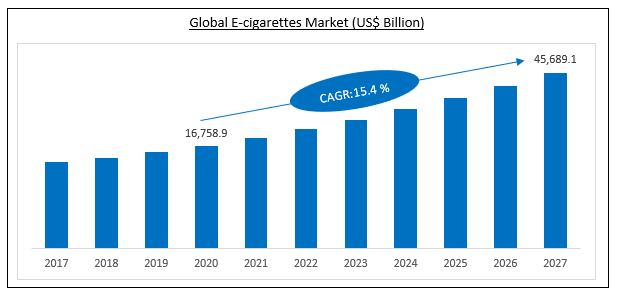 Global E-cigarettes Market (US$ Billion)
45,689.1
CAGR:15.4 %
16,758.9
2017 2018 2019 2020 2021 2022 2023 2024 2025 2026 2027